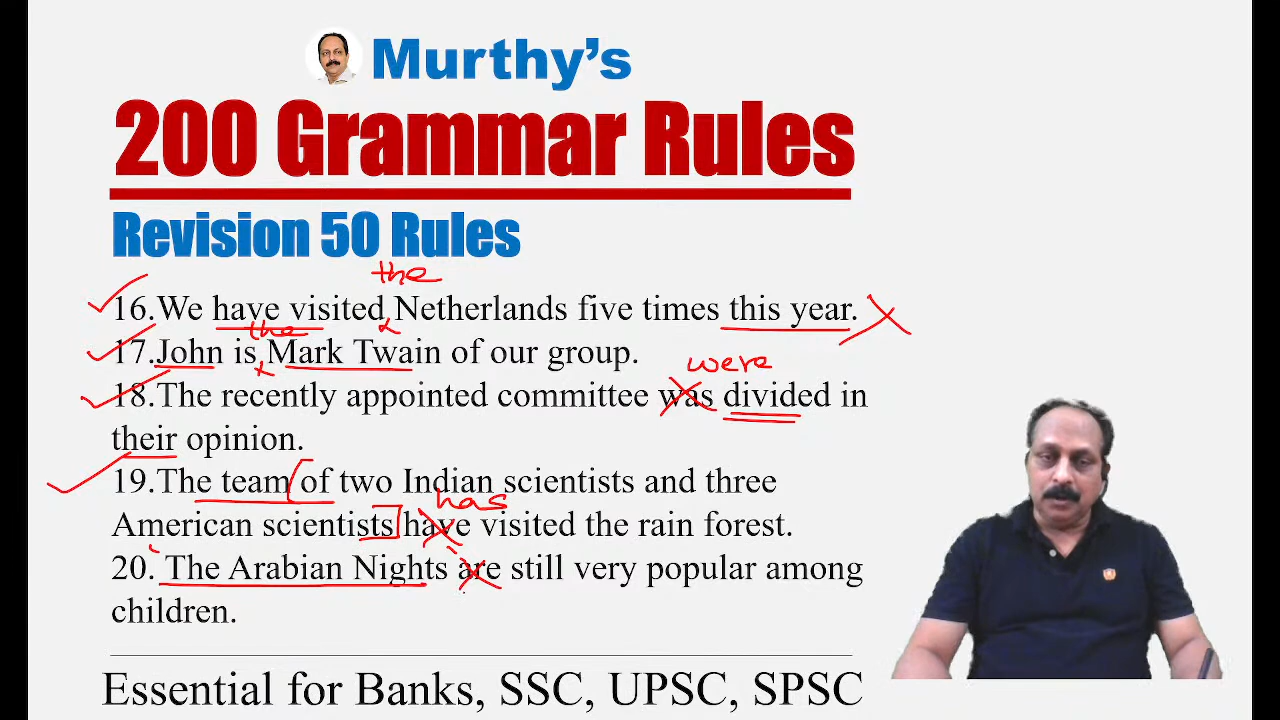 Murthy’s
200 Grammar Rules
Revision 50 Rules
the
16.We have visited Netherlands five times this year.
the
17.John is Mark Twain of our group.
were
18.The recently appointed committee was divided in
their opinion.
19.The team of two Indian scientists and three
has
American scientists have visited the rain forest.
20. The Arabian Nights are still very popular among
children.
Essential for Banks, SSC, UPSC, SPSC